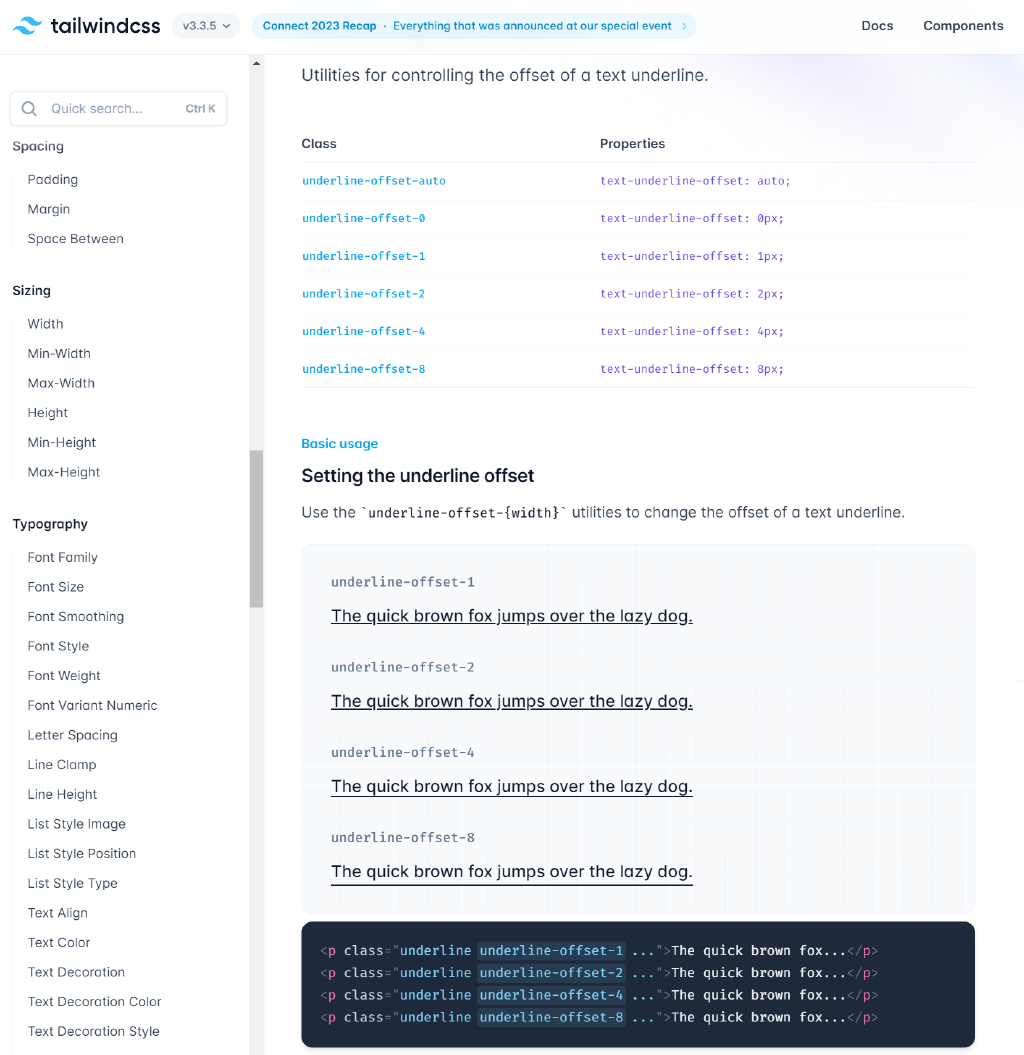 tailwindcss v3.3.5 Connect 2023 Recap · Everything that was announced at our special event Docs Components
Quick search... Ctrl K
Spacing
Padding
Margin
Space Between
Sizing
Width
Min-Width
Max-Width
Height
Min-Height
Max-Height
Typography
Font Family
Font Size
Font Smoothing
Font Style
Font Weight
Font Variant Numeric
Letter Spacing
Line Clamp
Line Height
List Style Image
List Style Position
List Style Type
Text Align
Text Color
Text Decoration
Text Decoration Color
Text Decoration Style
Utilities for controlling the offset of a text underline.
Class Properties
underline-offset-auto text-underline-offset: auto;
underline-offset-0 text-underline-offset: 0px;
underline-offset-1 text-underline-offset: 1px;
underline-offset-2 text-underline-offset: 2px;
underline-offset-4 text-underline-offset: 4px;
underline-offset-8 text-underline-offset: 8px;
Basic usage
Setting the underline offset
Use the `underline-offset-{width}` utilities to change the offset of a text underline.
underline-offset-1
The quick brown fox jumps over the lazy dog.
underline-offset-2
The quick brown fox jumps over the lazy dog.
underline-offset-4
The quick brown fox jumps over the lazy dog.
underline-offset-8
The quick brown fox jumps over the lazy dog.
<p class="underline underline-offset-1 ...">The quick brown fox...</p>
<p class="underline underline-offset-2 ...">The quick brown fox...</p>
<p class="underline underline-offset-4 ...">The quick brown fox...</p>
<p class="underline underline-offset-8 ...">The quick brown fox...</p>